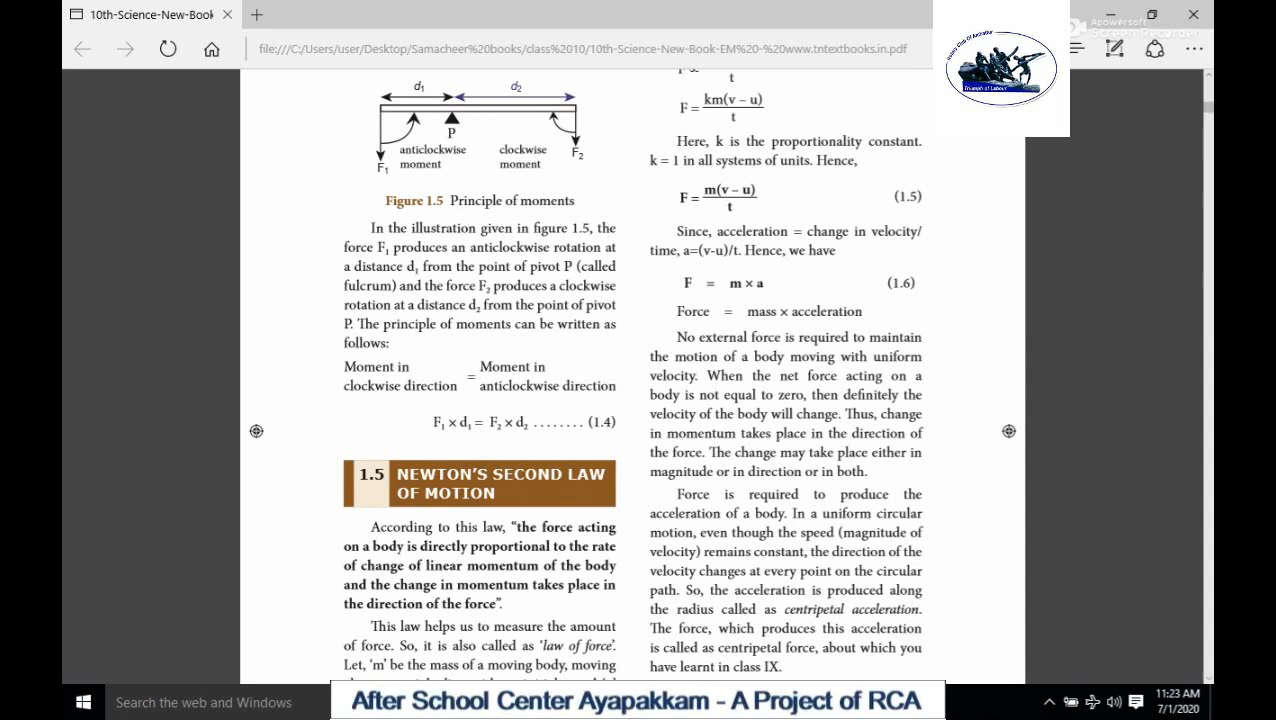 10th-Science-New-Book
Apowersoft
Screen Recorder
file:///C:/Users/user/Desktop/Samacheer%20books/class%2010/10th-Science-New-Book-EM%20-%20www.tntextbooks.in.pdf
Triumph of Labour
d1 d2
P
anticlockwise moment
clockwise moment
F1 F2
Figure 1.5 Principle of moments
In the illustration given in figure 1.5, the
force F1 produces an anticlockwise rotation at
a distance d1 from the point of pivot P (called
fulcrum) and the force F2 produces a clockwise
rotation at a distance d2 from the point of pivot
P. The principle of moments can be written as
follows:
Moment in Moment in
clockwise direction = anticlockwise direction
F1 x d1 = F2 x d2 ........ (1.4)
1.5 NEWTON'S SECOND LAW
OF MOTION
According to this law, “the force acting
on a body is directly proportional to the rate
of change of linear momentum of the body
and the change in momentum takes place in
the direction of the force”.
This law helps us to measure the amount
of force. So, it is also called as ‘law of force’.
Let, ‘m’ be the mass of a moving body, moving
t
F = km(v – u)
t
Here, k is the proportionality constant.
k = 1 in all systems of units. Hence,
F = m(v – u) (1.5)
t
Since, acceleration = change in velocity/
time, a=(v-u)/t. Hence, we have
F = m x a (1.6)
Force = mass × acceleration
No external force is required to maintain
the motion of a body moving with uniform
velocity. When the net force acting on a
body is not equal to zero, then definitely the
velocity of the body will change. Thus, change
in momentum takes place in the direction of
the force. The change may take place either in
magnitude or in direction or in both.
Force is required to produce the
acceleration of a body. In a uniform circular
motion, even though the speed (magnitude of
velocity) remains constant, the direction of the
velocity changes at every point on the circular
path. So, the acceleration is produced along
the radius called as centripetal acceleration.
The force, which produces this acceleration
is called as centripetal force, about which you
have learnt in class IX.
Search the web and Windows
After School Center Ayapakkam - A Project of RCA
11:23 AM
7/1/2020